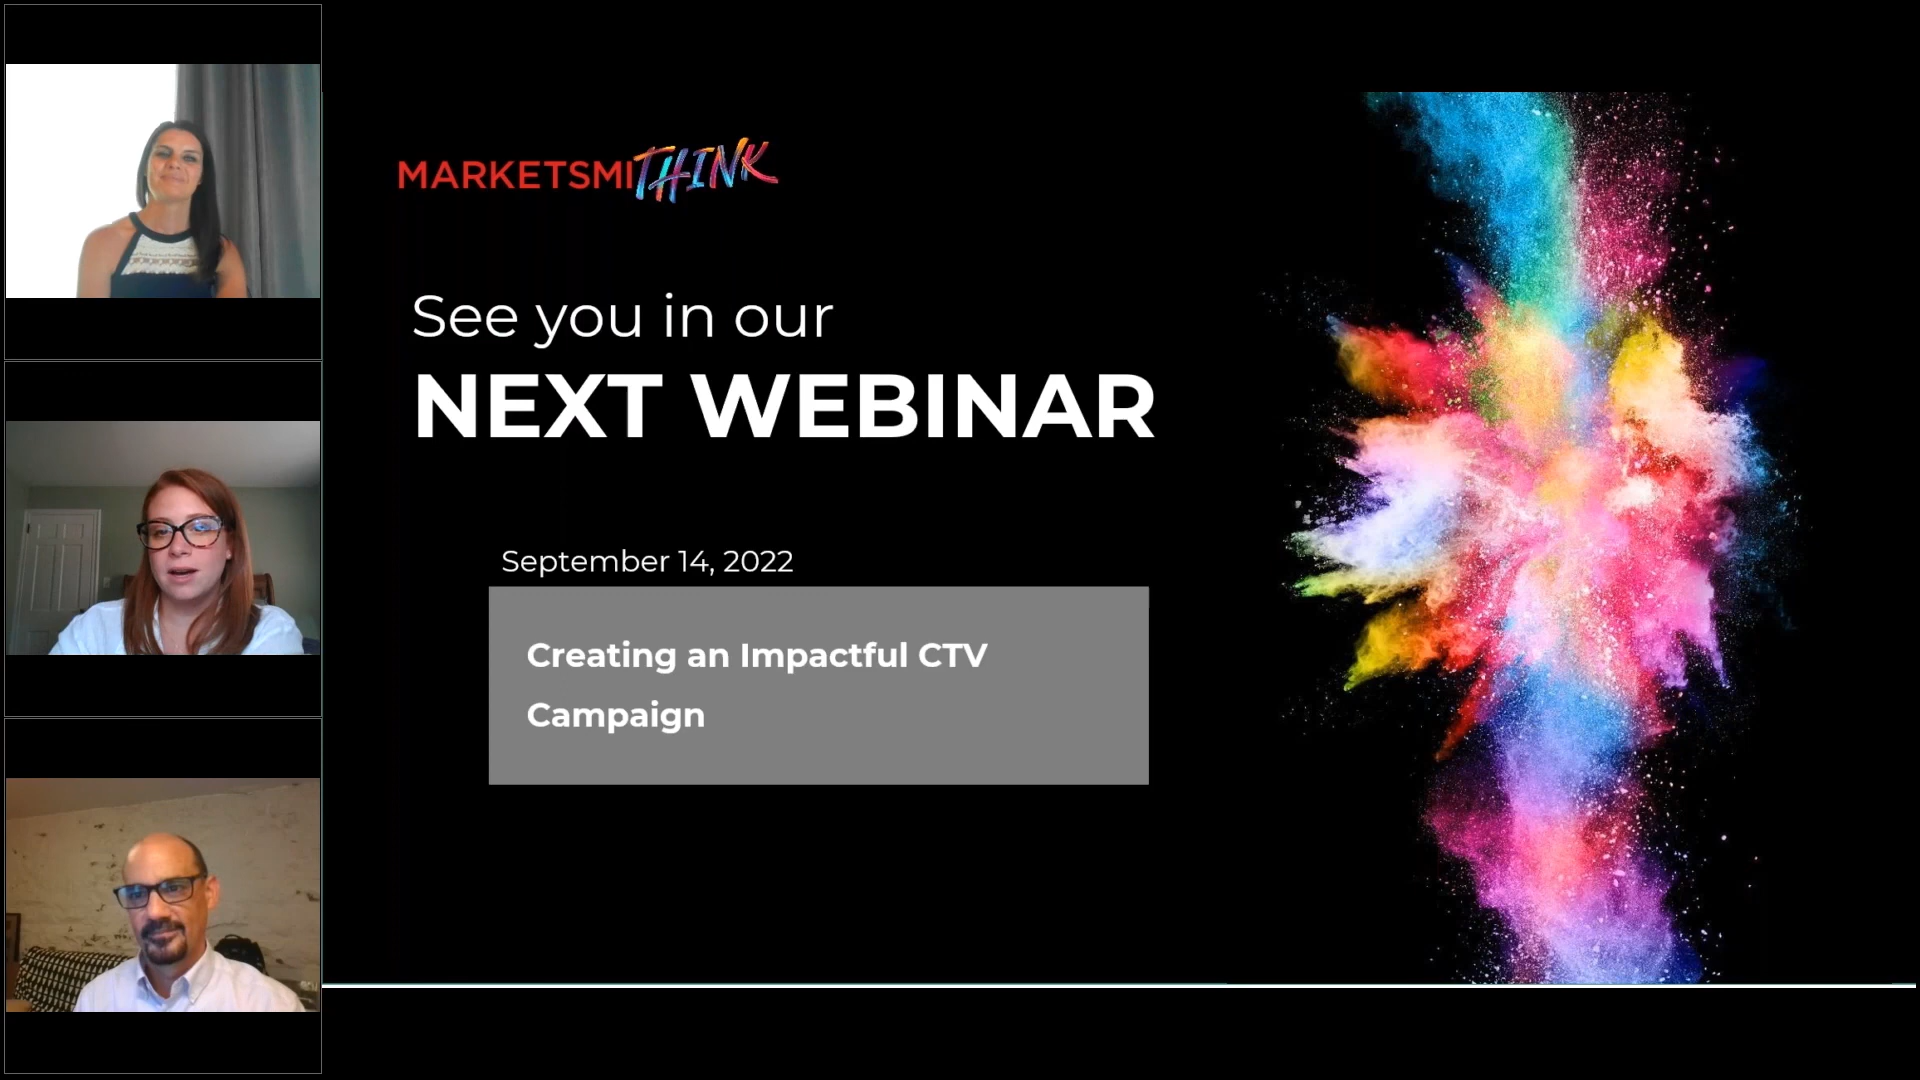 MARKETSMITHINK
See you in our
NEXT WEBINAR
September 14, 2022
Creating an Impactful CTV
Campaign